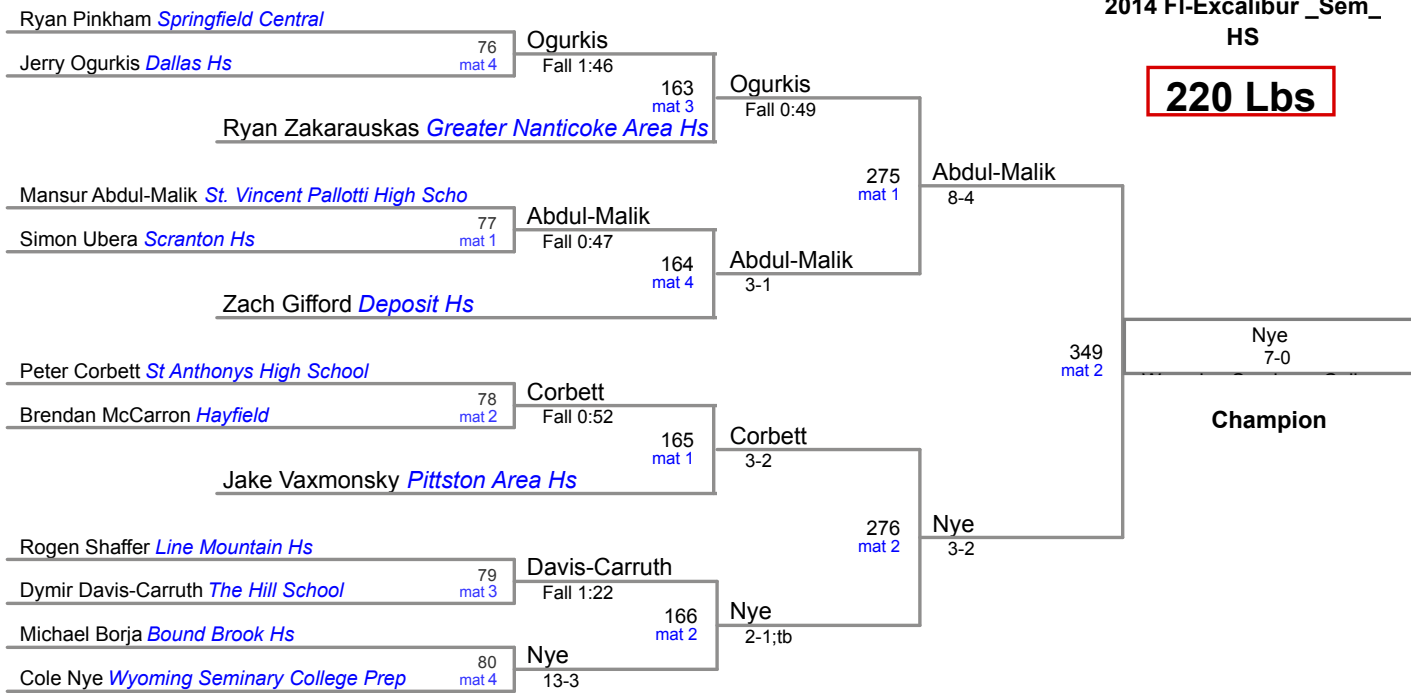 2014 FI-Excalibur _Sem_
HS
220 Lbs
Ryan Pinkham Springfield Central
Jerry Ogurkis Dallas Hs
76
mat 4
Ogurkis
Fall 1:46
Ryan Zakarauskas Greater Nanticoke Area Hs
163
mat 3
Ogurkis
Fall 0:49
Mansur Abdul-Malik St. Vincent Pallotti High Scho
Simon Ubera Scranton Hs
77
mat 1
Abdul-Malik
Fall 0:47
Zach Gifford Deposit Hs
164
mat 4
Abdul-Malik
3-1
275
mat 1
Abdul-Malik
8-4
Peter Corbett St Anthonys High School
Brendan McCarron Hayfield
78
mat 2
Corbett
Fall 0:52
Jake Vaxmonsky Pittston Area Hs
165
mat 1
Corbett
3-2
Rogen Shaffer Line Mountain Hs
Dymir Davis-Carruth The Hill School
79
mat 3
Davis-Carruth
Fall 1:22
Michael Borja Bound Brook Hs
Cole Nye Wyoming Seminary College Prep
80
mat 4
Nye
13-3
166
mat 2
Nye
2-1;tb
276
mat 2
Nye
3-2
349
mat 2
Nye
7-0
Champion